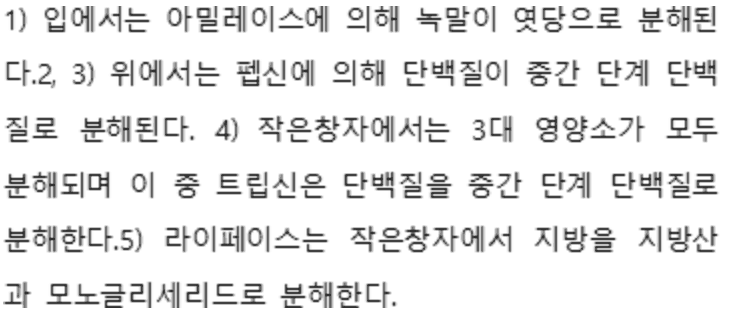 1) 입에서는 아밀레이스에 의해 녹말이 엿당으로 분해된
다.2, 3) 위에서는 펩신에 의해 단백질이 중간 단계 단백
질로 분해된다. 4) 작은창자에서는 3대 영양소가 모두
분해되며 이 중 트립신은 단백질을 중간 단계 단백질로
분해한다.5) 라이페이스는 작은창자에서 지방을 지방산
과 모노글리세리드로 분해한다.